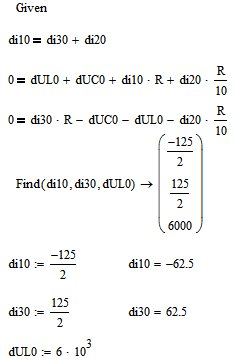 Given
di10 = di30 + di20
0 = dUL0 + dUC0 + di10 · R + di20 · R/10
0 = di30 · R − dUC0 − dUL0 − di20 · R/10
Find(di10, di30, dUL0) → (−125/2 125/2 6000)
di10 := −125/2 di10 = −62.5
di30 := 125/2 di30 = 62.5
dUL0 := 6 · 10³